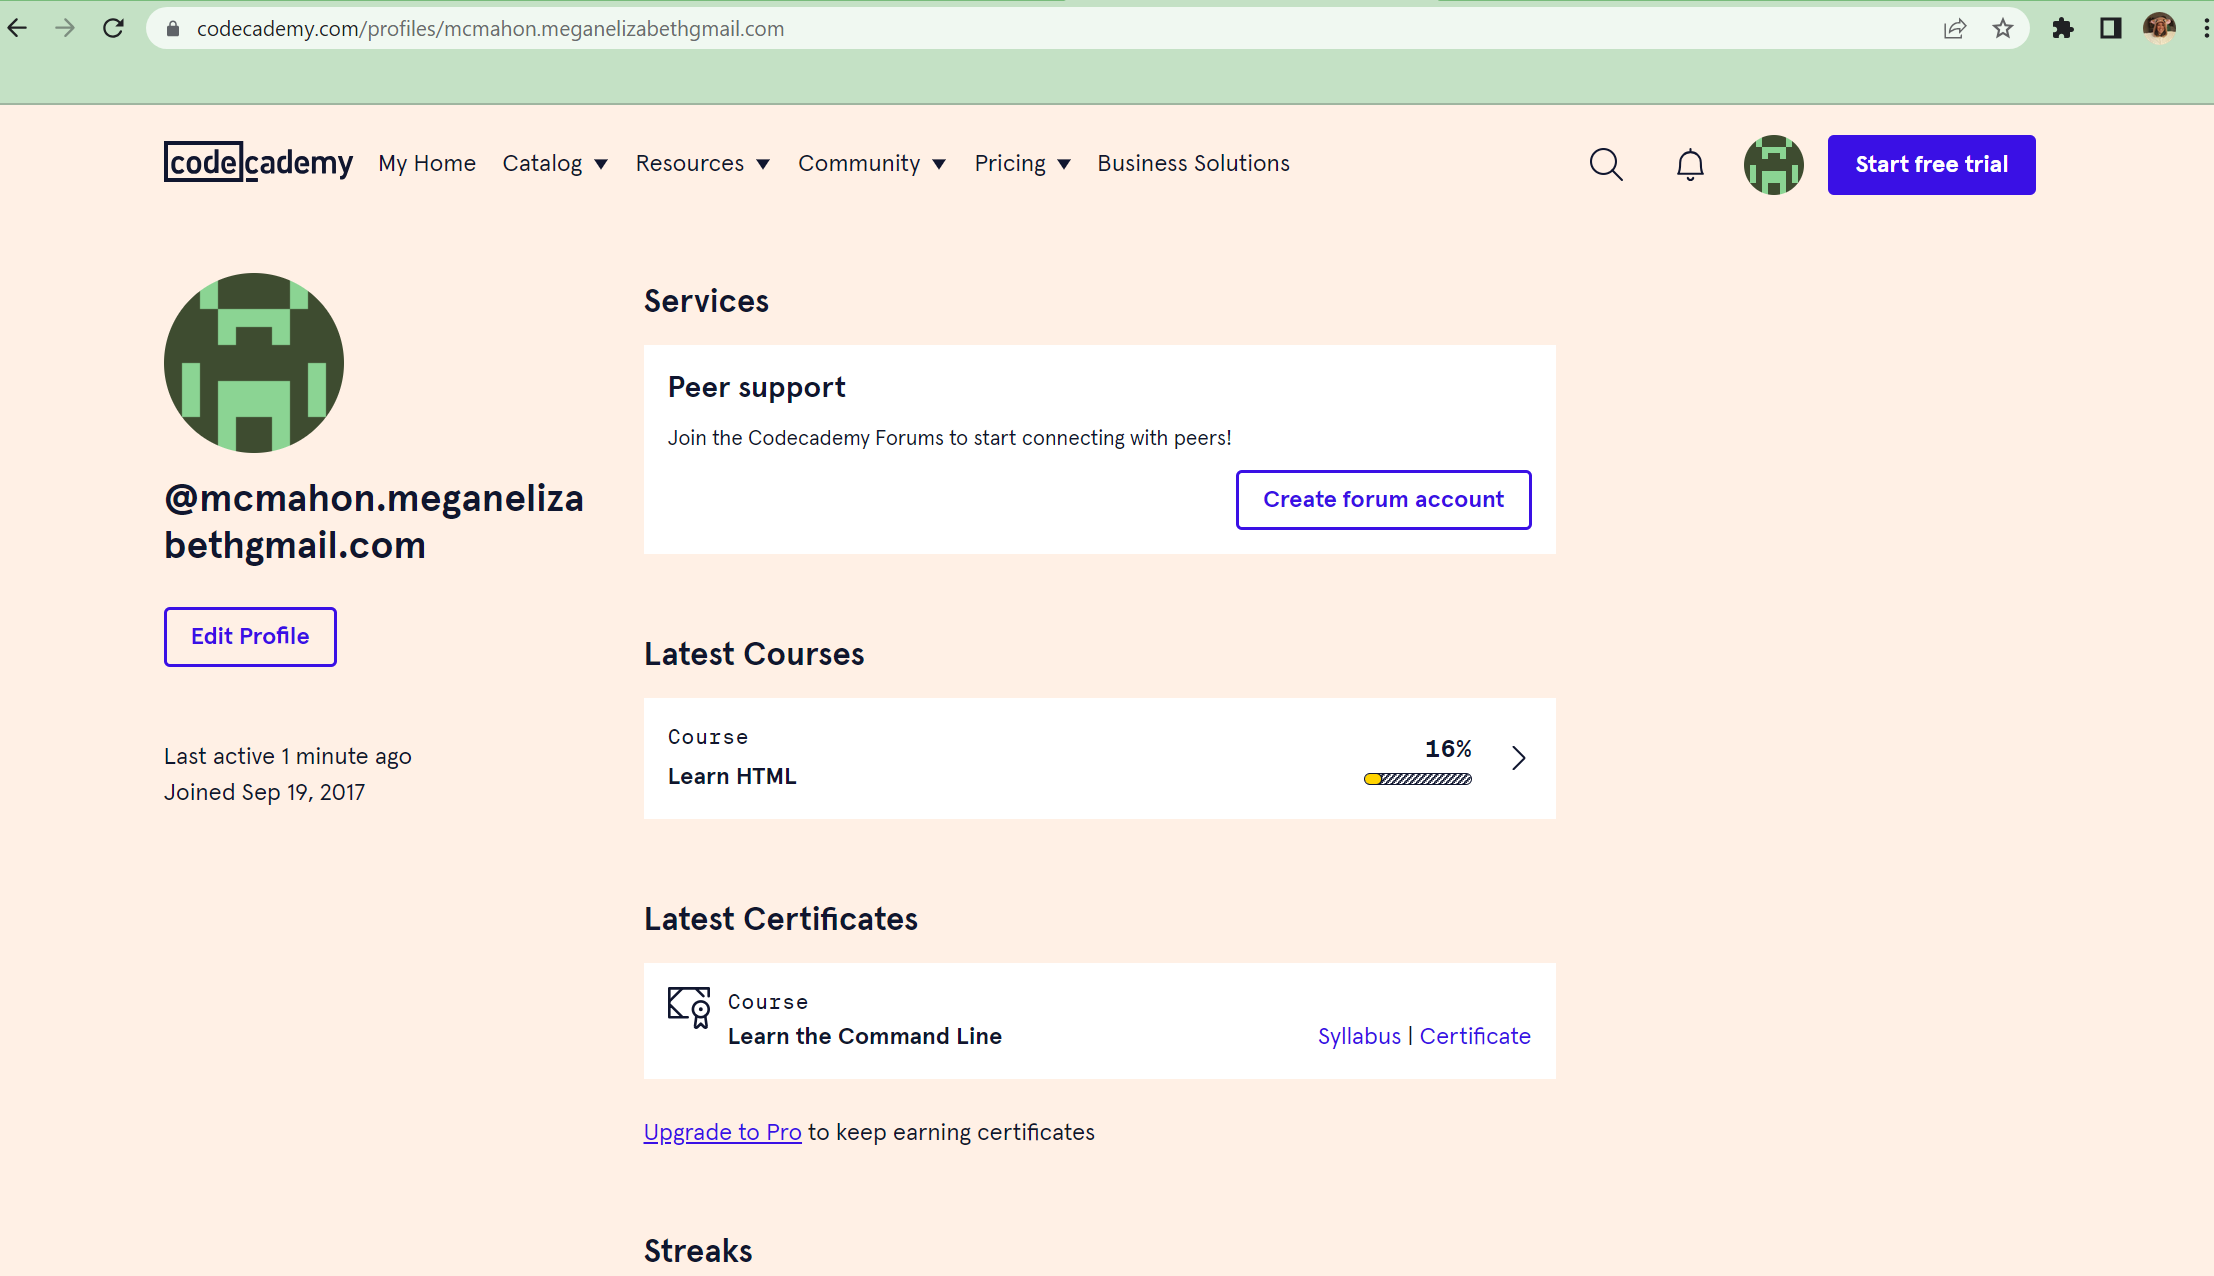 codecademy.com/profiles/mcmahon.meganelizabethgmail.com
codecademy My Home Catalog Resources Community Pricing Business Solutions Start free trial
@mcmahon.meganeliza
bethgmail.com
Edit Profile
Last active 1 minute ago
Joined Sep 19, 2017
Services
Peer support
Join the Codecademy Forums to start connecting with peers!
Create forum account
Latest Courses
Course
Learn HTML
16%
Latest Certificates
Course
Learn the Command Line
Syllabus | Certificate
Upgrade to Pro to keep earning certificates
Streaks